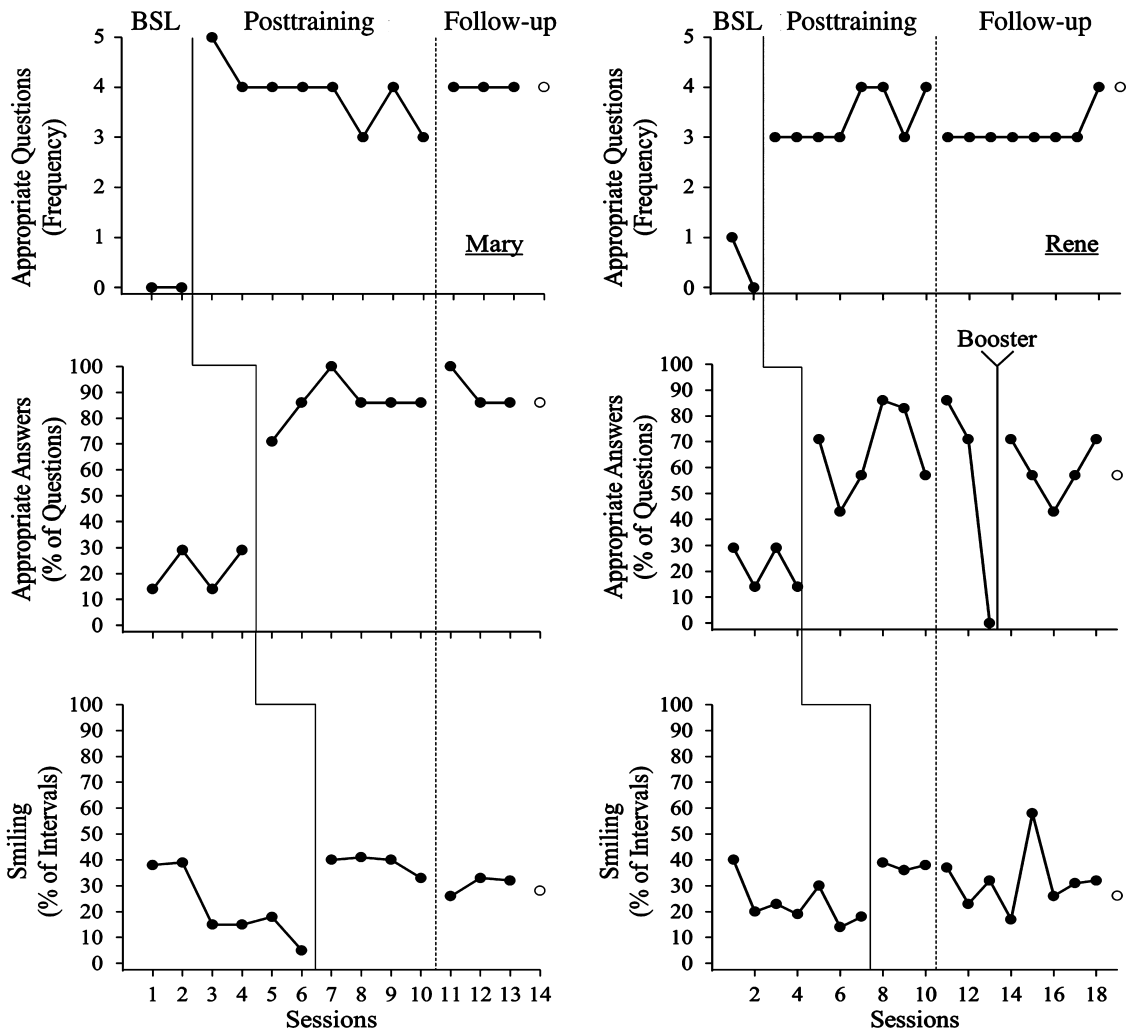 BSL Posttraining Follow-up
Appropriate Questions
(Frequency)
5
4
3
2
1
0
Mary
Appropriate Answers
(% of Questions)
100
90
80
70
60
50
40
30
20
10
0
Smiling
(% of Intervals)
100
90
80
70
60
50
40
30
20
10
0
1 2 3 4 5 6 7 8 9 10 11 12 13 14
Sessions
BSL Posttraining Follow-up
Appropriate Questions
(Frequency)
5
4
3
2
1
0
Rene
Booster
Appropriate Answers
(% of Questions)
100
90
80
70
60
50
40
30
20
10
0
Smiling
(% of Intervals)
100
90
80
70
60
50
40
30
20
10
0
2 4 6 8 10 12 14 16 18
Sessions